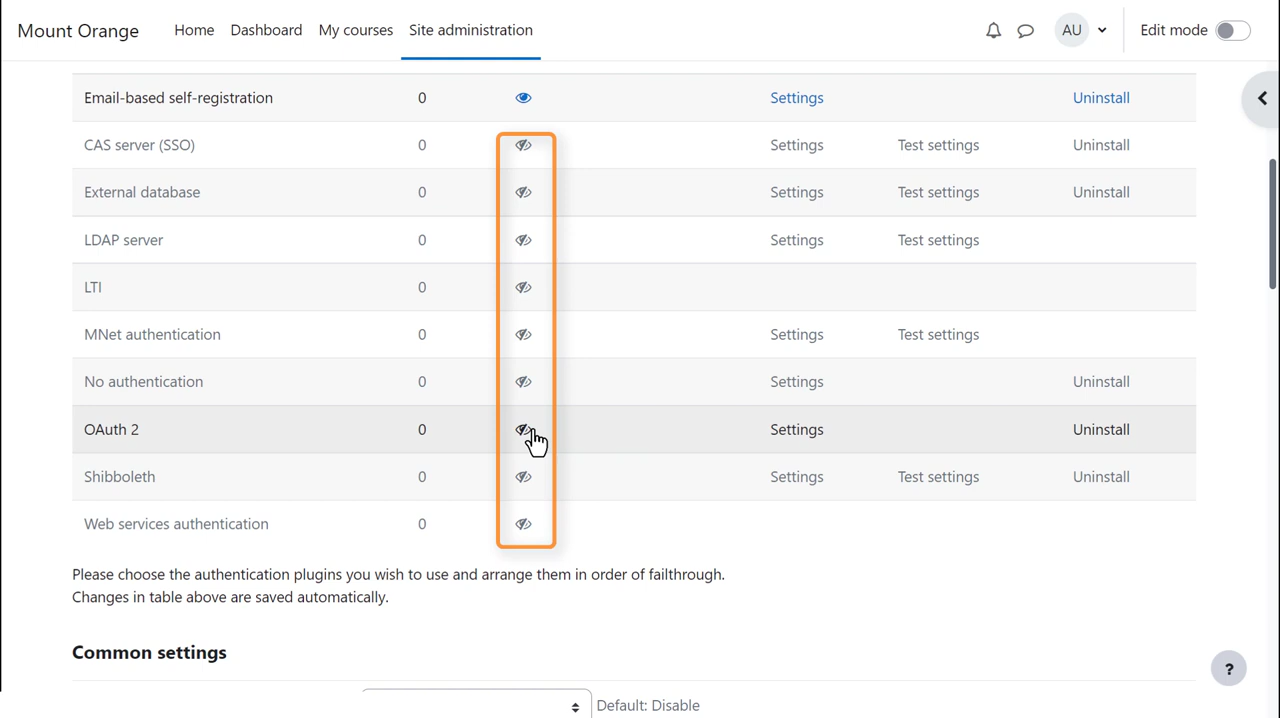 Mount Orange Home Dashboard My courses Site administration AU Edit mode
Email-based self-registration 0 Settings Uninstall
CAS server (SSO) 0 Settings Test settings Uninstall
External database 0 Settings Test settings Uninstall
LDAP server 0 Settings Test settings
LTI 0
MNet authentication 0 Settings Test settings
No authentication 0 Settings Uninstall
OAuth 2 0 Settings Uninstall
Shibboleth 0 Settings Test settings Uninstall
Web services authentication 0
Please choose the authentication plugins you wish to use and arrange them in order of failthrough.
Changes in table above are saved automatically.
Common settings
?
Default: Disable